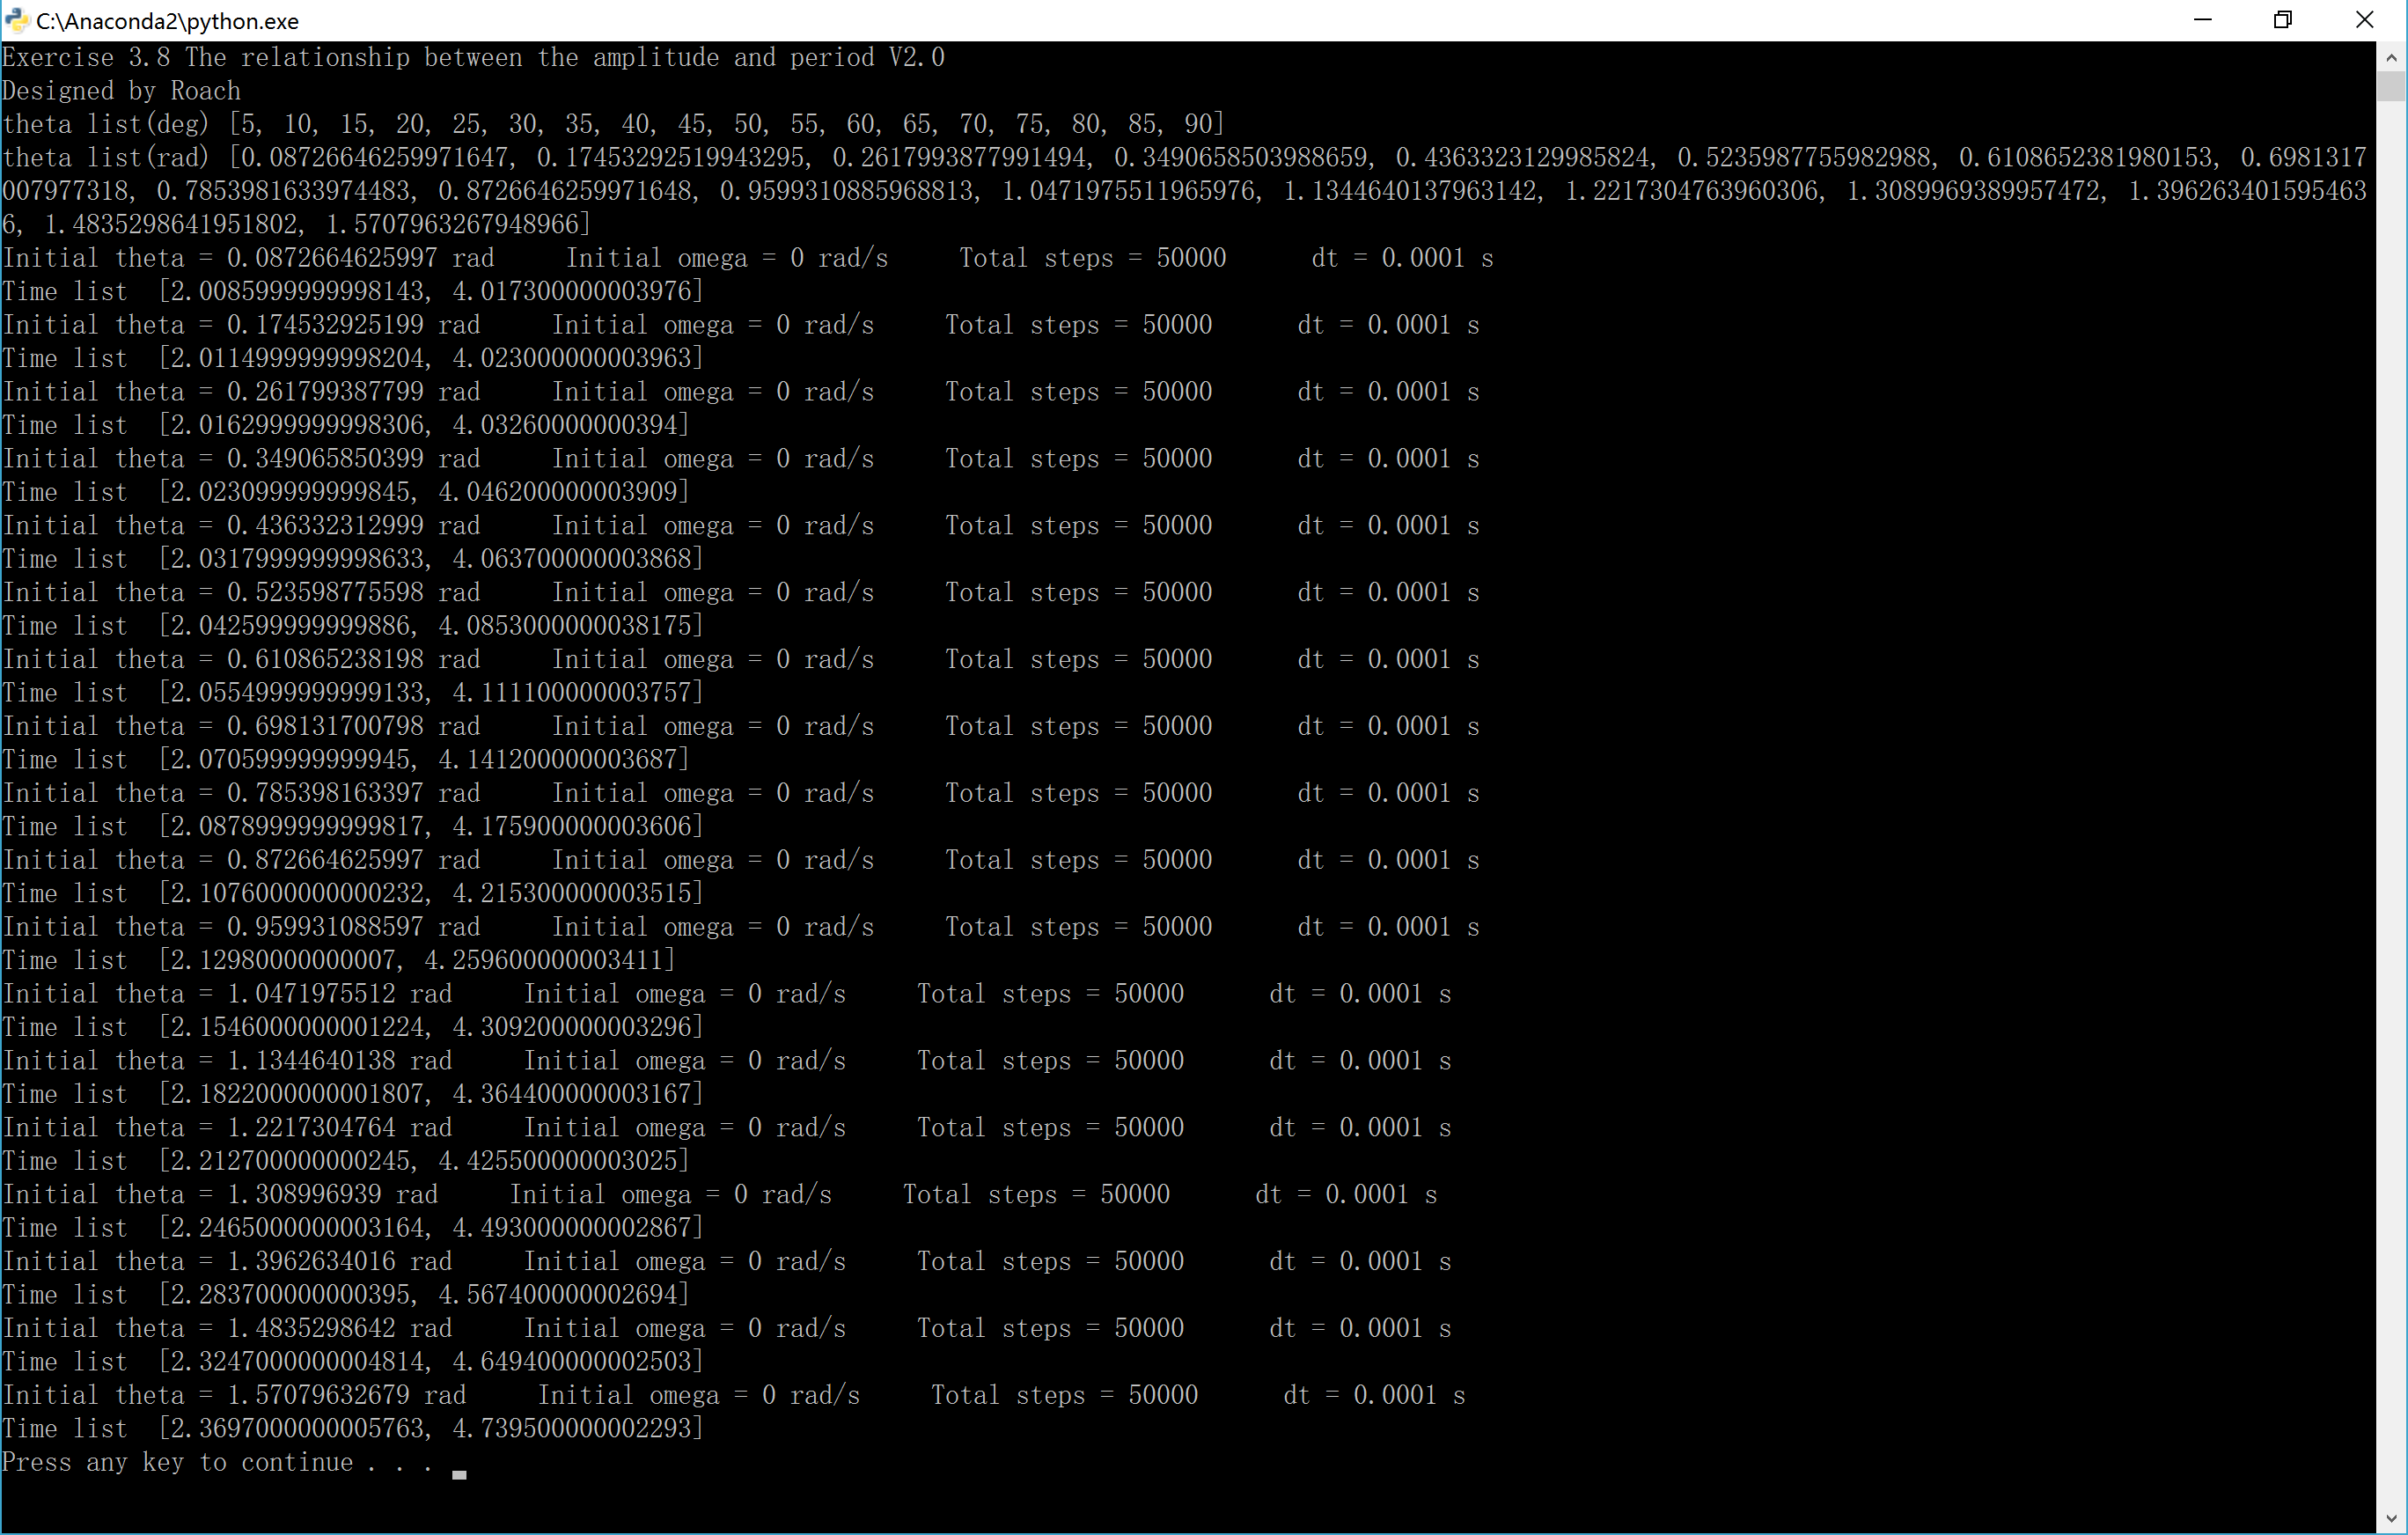 C:\Anaconda2\python.exe
Exercise 3.8 The relationship between the amplitude and period V2.0
Designed by Roach
theta list(deg) [5, 10, 15, 20, 25, 30, 35, 40, 45, 50, 55, 60, 65, 70, 75, 80, 85, 90]
theta list(rad) [0.08726646259971647, 0.17453292519943295, 0.2617993877991494, 0.3490658503988659, 0.4363323129985824, 0.5235987755982988, 0.6108652381980153, 0.6981317
007977318, 0.7853981633974483, 0.8726646259971648, 0.9599310885968813, 1.0471975511965976, 1.1344640137963142, 1.2217304763960306, 1.3089969389957472, 1.396263401595463
6, 1.4835298641951802, 1.5707963267948966]
Initial theta = 0.0872664625997 rad     Initial omega = 0 rad/s     Total steps = 50000      dt = 0.0001 s
Time list  [2.0085999999998143, 4.017300000003976]
Initial theta = 0.174532925199 rad     Initial omega = 0 rad/s     Total steps = 50000      dt = 0.0001 s
Time list  [2.0114999999998204, 4.023000000003963]
Initial theta = 0.261799387799 rad     Initial omega = 0 rad/s     Total steps = 50000      dt = 0.0001 s
Time list  [2.0162999999998306, 4.03260000000394]
Initial theta = 0.349065850399 rad     Initial omega = 0 rad/s     Total steps = 50000      dt = 0.0001 s
Time list  [2.023099999999845, 4.046200000003909]
Initial theta = 0.436332312999 rad     Initial omega = 0 rad/s     Total steps = 50000      dt = 0.0001 s
Time list  [2.0317999999998633, 4.063700000003868]
Initial theta = 0.523598775598 rad     Initial omega = 0 rad/s     Total steps = 50000      dt = 0.0001 s
Time list  [2.042599999999886, 4.0853000000038175]
Initial theta = 0.610865238198 rad     Initial omega = 0 rad/s     Total steps = 50000      dt = 0.0001 s
Time list  [2.0554999999999133, 4.111100000003757]
Initial theta = 0.698131700798 rad     Initial omega = 0 rad/s     Total steps = 50000      dt = 0.0001 s
Time list  [2.070599999999945, 4.141200000003687]
Initial theta = 0.785398163397 rad     Initial omega = 0 rad/s     Total steps = 50000      dt = 0.0001 s
Time list  [2.0878999999999817, 4.175900000003606]
Initial theta = 0.872664625997 rad     Initial omega = 0 rad/s     Total steps = 50000      dt = 0.0001 s
Time list  [2.1076000000000232, 4.215300000003515]
Initial theta = 0.959931088597 rad     Initial omega = 0 rad/s     Total steps = 50000      dt = 0.0001 s
Time list  [2.12980000000007, 4.259600000003411]
Initial theta = 1.0471975512 rad     Initial omega = 0 rad/s     Total steps = 50000      dt = 0.0001 s
Time list  [2.1546000000001224, 4.309200000003296]
Initial theta = 1.1344640138 rad     Initial omega = 0 rad/s     Total steps = 50000      dt = 0.0001 s
Time list  [2.1822000000001807, 4.364400000003167]
Initial theta = 1.2217304764 rad     Initial omega = 0 rad/s     Total steps = 50000      dt = 0.0001 s
Time list  [2.212700000000245, 4.425500000003025]
Initial theta = 1.308996939 rad     Initial omega = 0 rad/s     Total steps = 50000      dt = 0.0001 s
Time list  [2.2465000000003164, 4.493000000002867]
Initial theta = 1.3962634016 rad     Initial omega = 0 rad/s     Total steps = 50000      dt = 0.0001 s
Time list  [2.283700000000395, 4.567400000002694]
Initial theta = 1.4835298642 rad     Initial omega = 0 rad/s     Total steps = 50000      dt = 0.0001 s
Time list  [2.3247000000004814, 4.649400000002503]
Initial theta = 1.57079632679 rad     Initial omega = 0 rad/s     Total steps = 50000      dt = 0.0001 s
Time list  [2.3697000000005763, 4.739500000002293]
Press any key to continue . . .